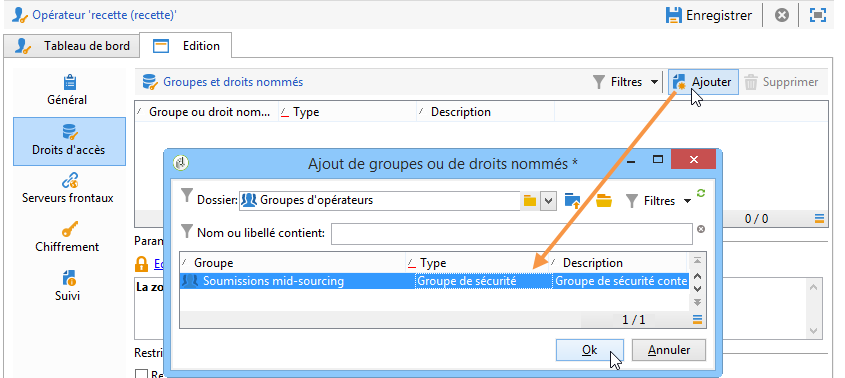 Opérateur 'recette (recette)'
Enregistrer
Tableau de bord
Edition
Général
Droits d'accès
Serveurs frontaux
Chiffrement
Suivi
Groupes et droits nommés
Filtres
Ajouter
Supprimer
Groupe ou droit nom...
Type
Description
0 / 0
Ajout de groupes ou de droits nommés *
Dossier:
Groupes d'opérateurs
Filtres
Nom ou libellé contient:
Groupe
Type
Description
Soumissions mid-sourcing
Groupe de sécurité
Groupe de sécurité conte
1 / 1
Ok
Annuler
Param
La zo
Restri